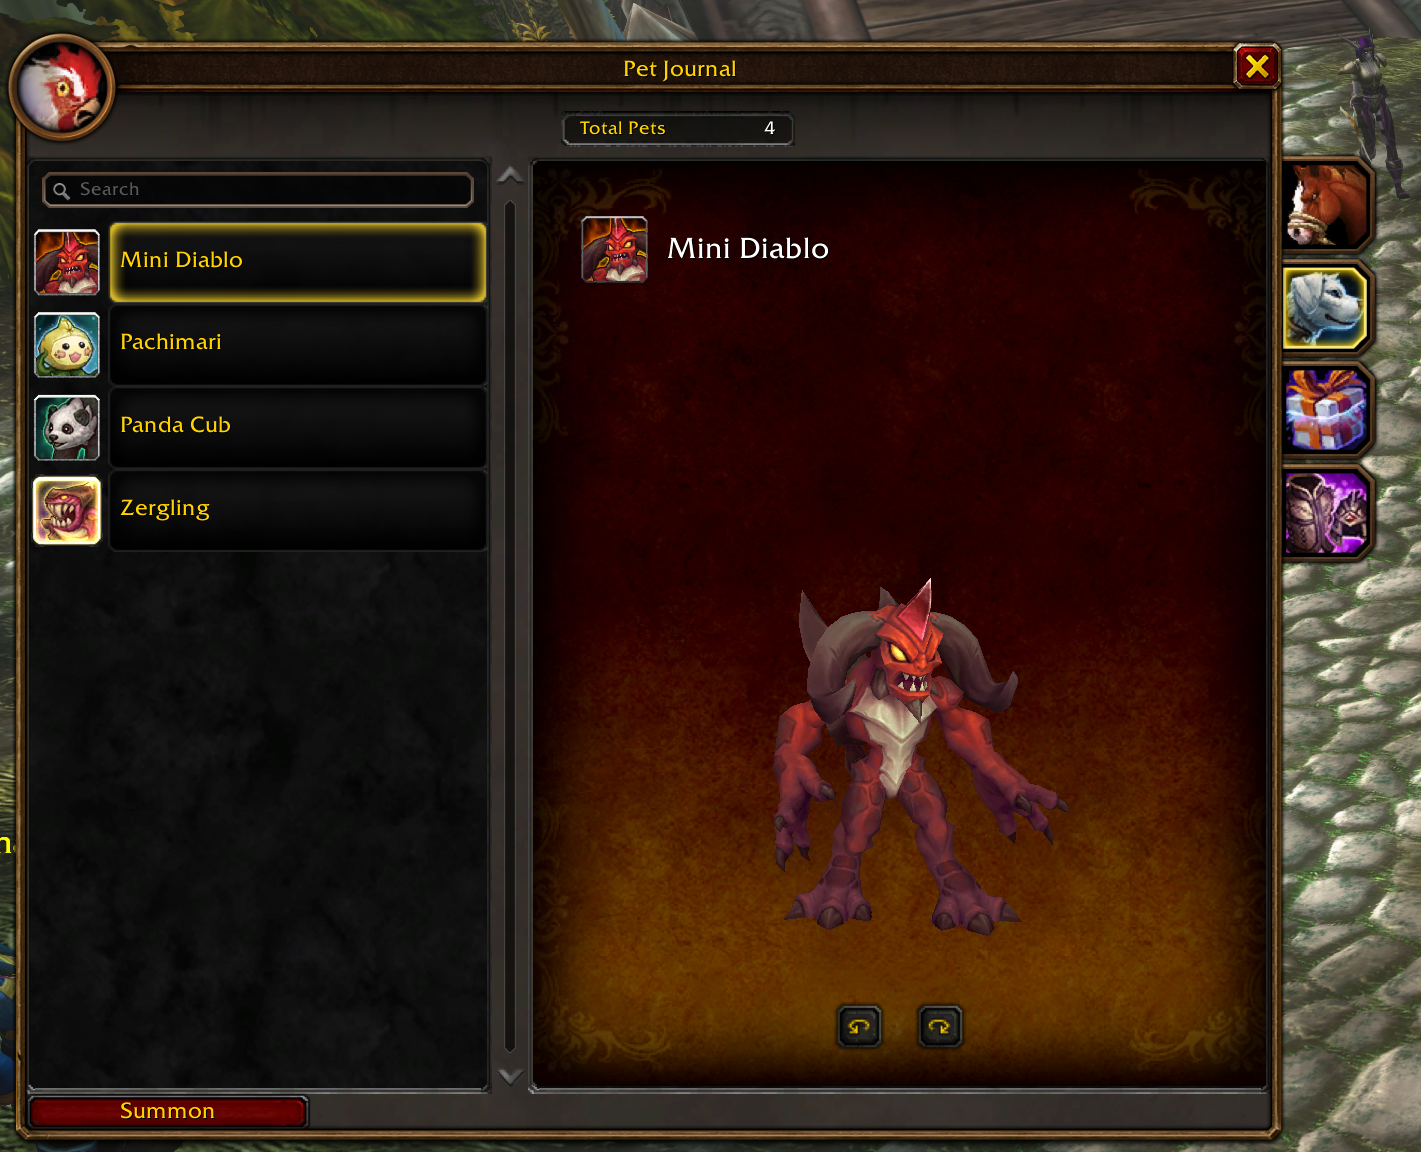 Pet Journal
Total Pets 4
Search
Mini Diablo
Pachimari
Panda Cub
Zergling
Mini Diablo
Summon